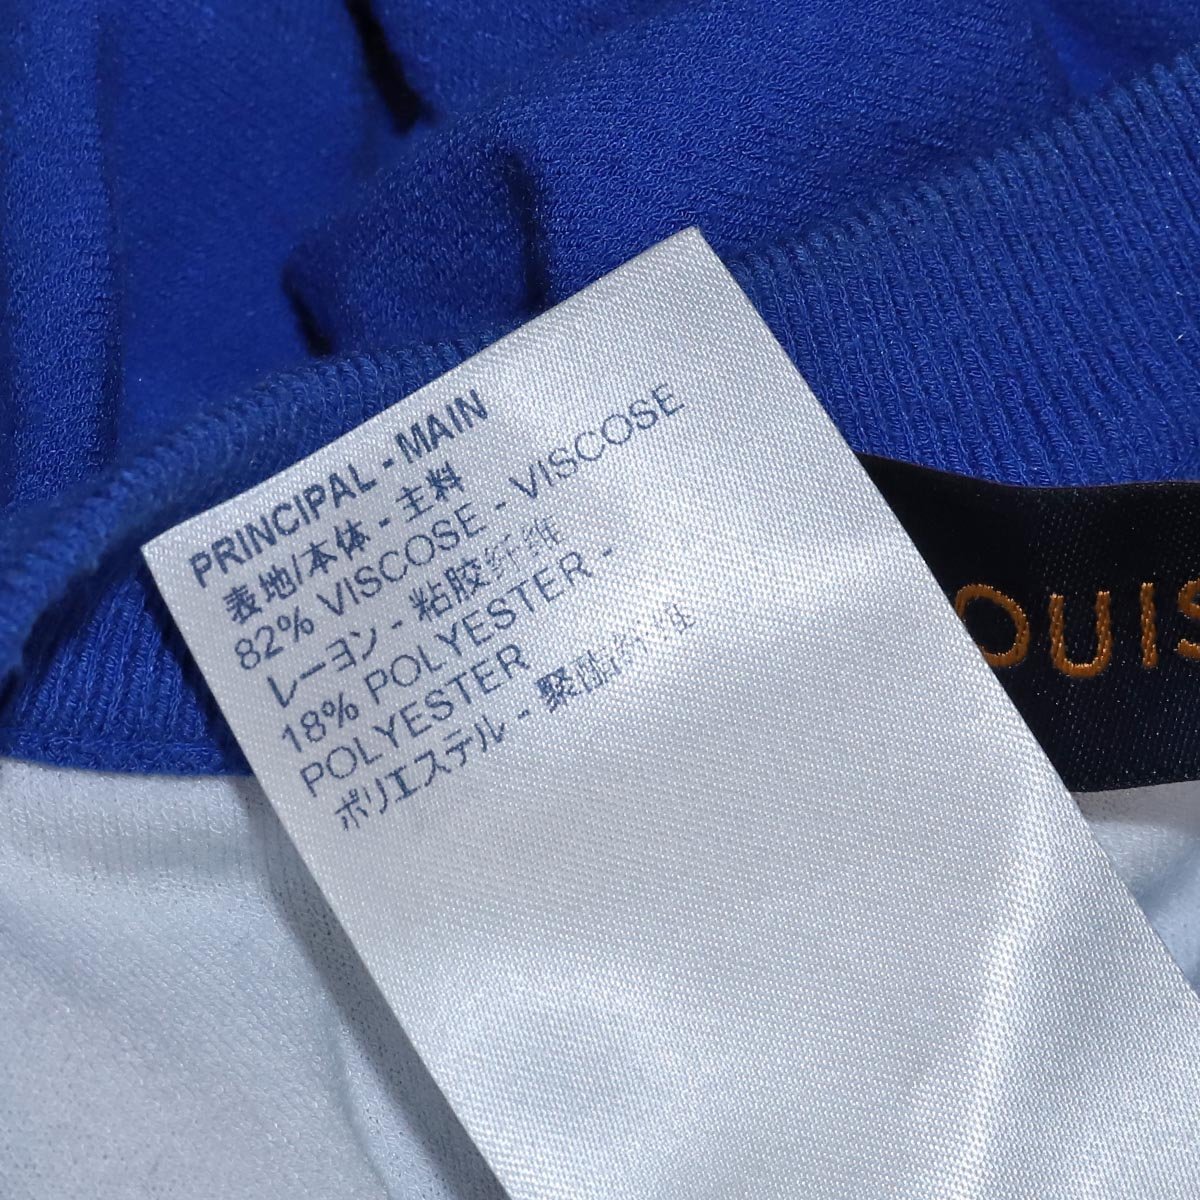 PRINCIPAL - MAIN
表地/本体 - 主料
82% VISCOSE - VISCOSE
レーヨン - 粘胶纤维
18% POLYESTER -
POLYESTER
ポリエステル - 聚酯纤维
OUIS